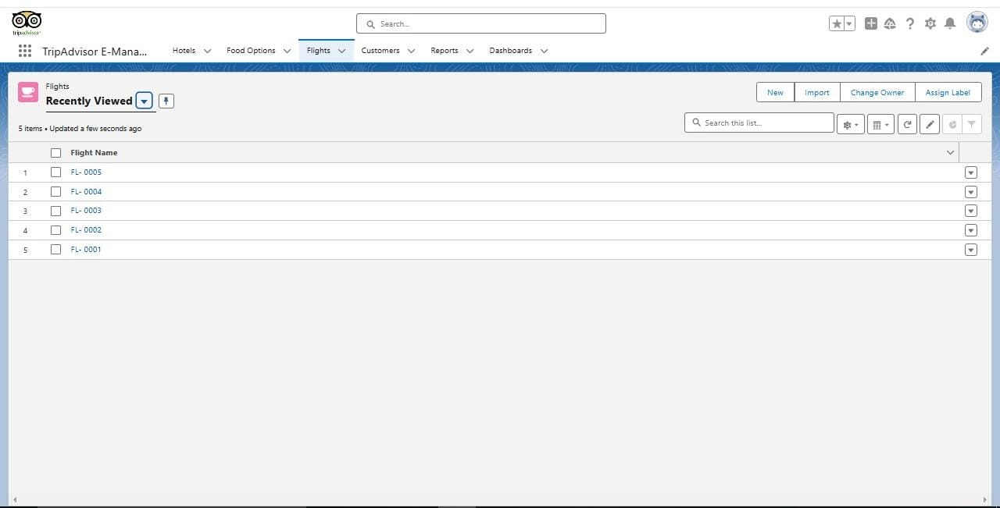 tripadvisor
Search...
TripAdvisor E-Mana...
Hotels
Food Options
Flights
Customers
Reports
Dashboards
Flights
Recently Viewed
New
Import
Change Owner
Assign Label
5 items • Updated a few seconds ago
Search this list...
Flight Name
1 FL- 0005
2 FL- 0004
3 FL- 0003
4 FL- 0002
5 FL- 0001